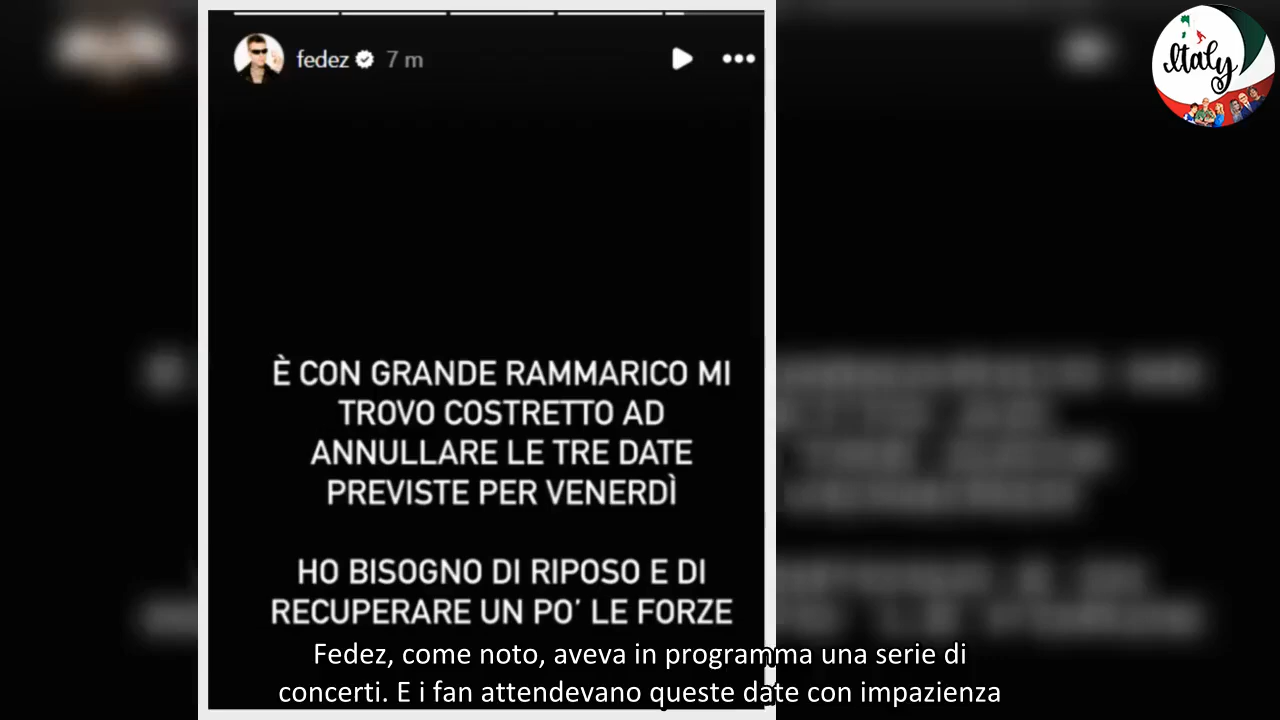 fedez 7 m
Italy
È CON GRANDE RAMMARICO MI
TROVO COSTRETTO AD
ANNULLARE LE TRE DATE
PREVISTE PER VENERDÌ
HO BISOGNO DI RIPOSO E DI
RECUPERARE UN PO’ LE FORZE
Fedez, come noto, aveva in programma una serie di
concerti. E i fan attendevano queste date con impazienza